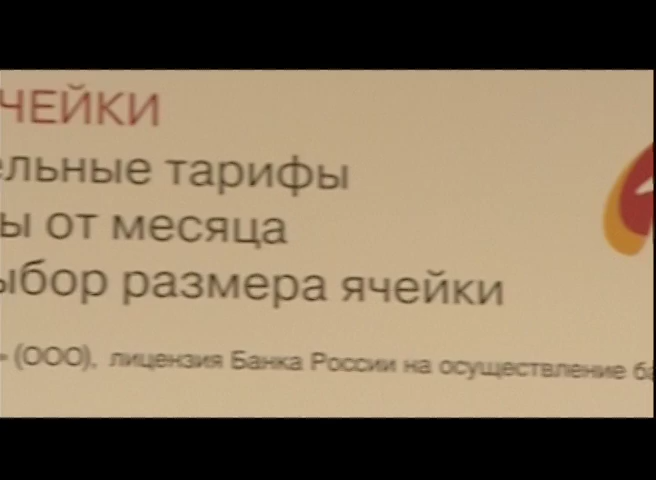 ЧЕЙКИ
ельные тарифы
ы от месяца
ыбор размера ячейки
» (ООО), лицензия Банка России на осуществление ба